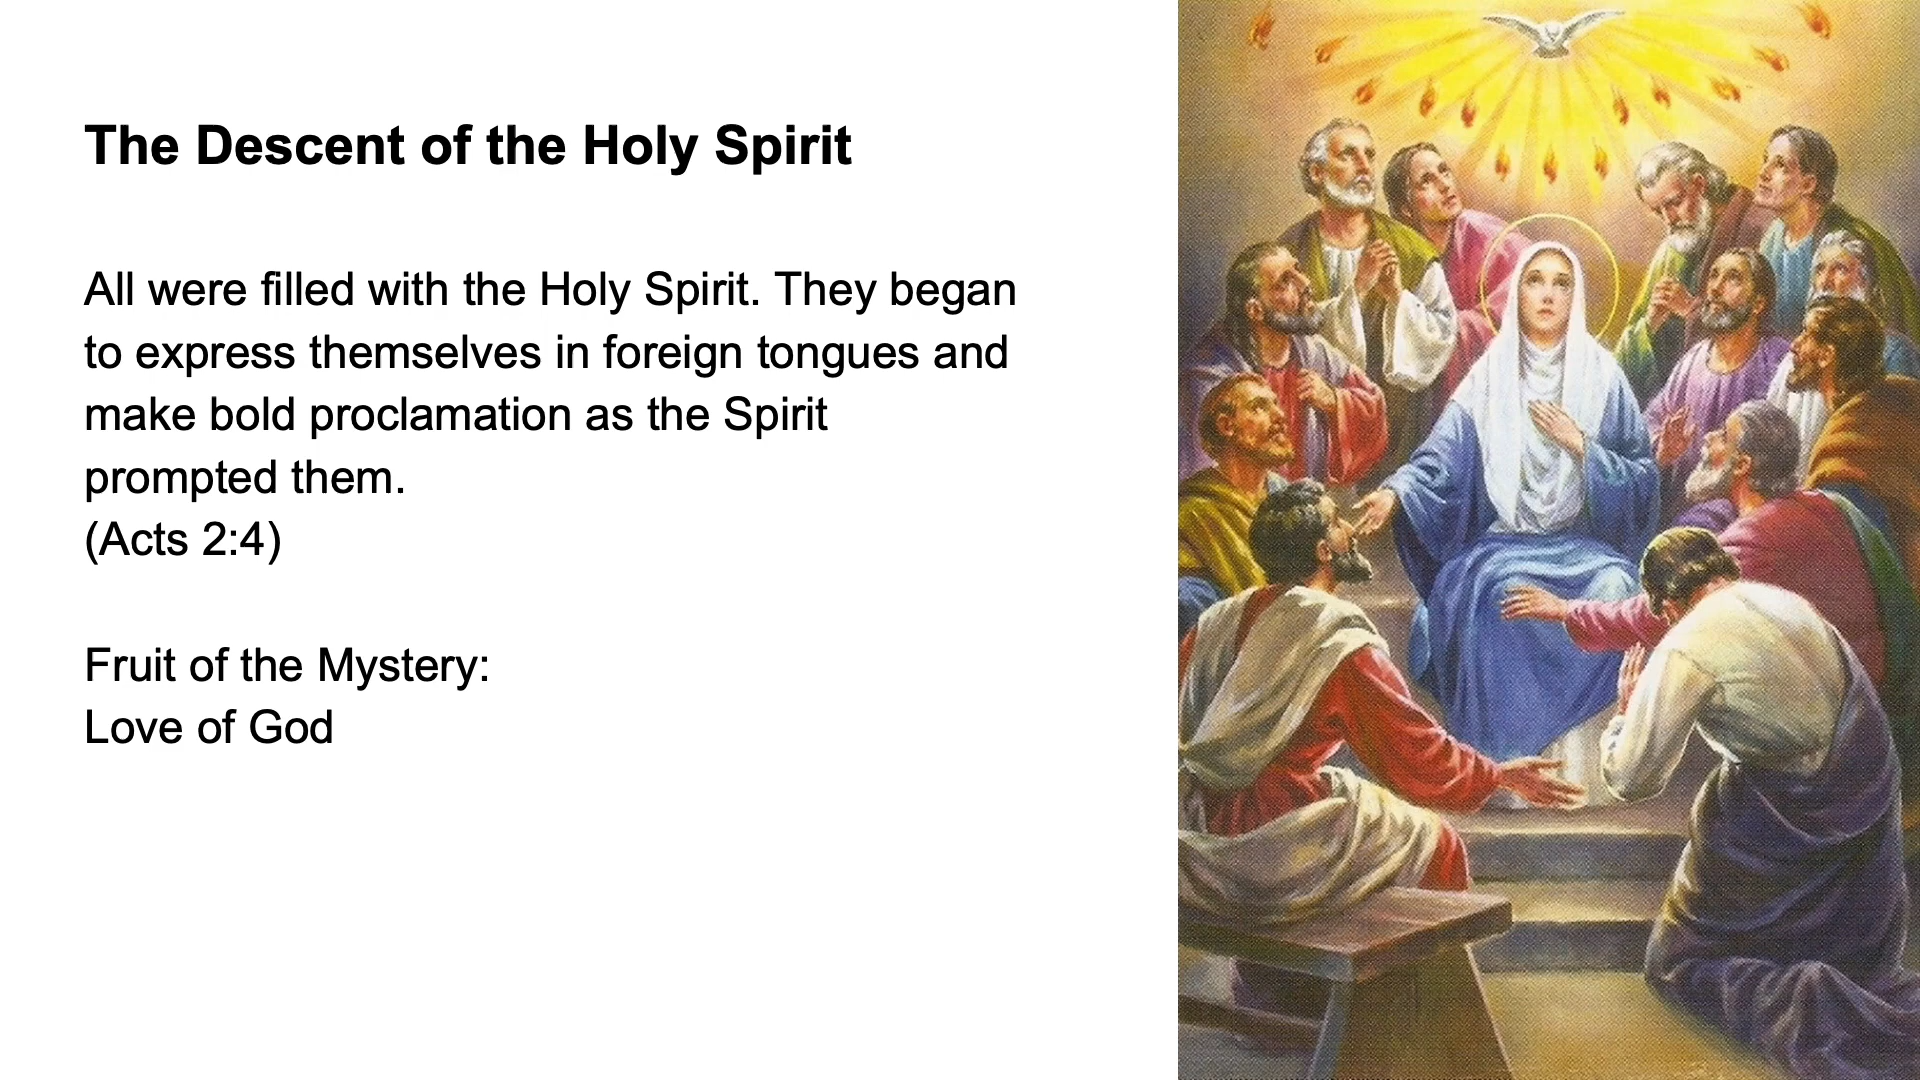 The Descent of the Holy Spirit
All were filled with the Holy Spirit. They began
to express themselves in foreign tongues and
make bold proclamation as the Spirit
prompted them.
(Acts 2:4)
Fruit of the Mystery:
Love of God